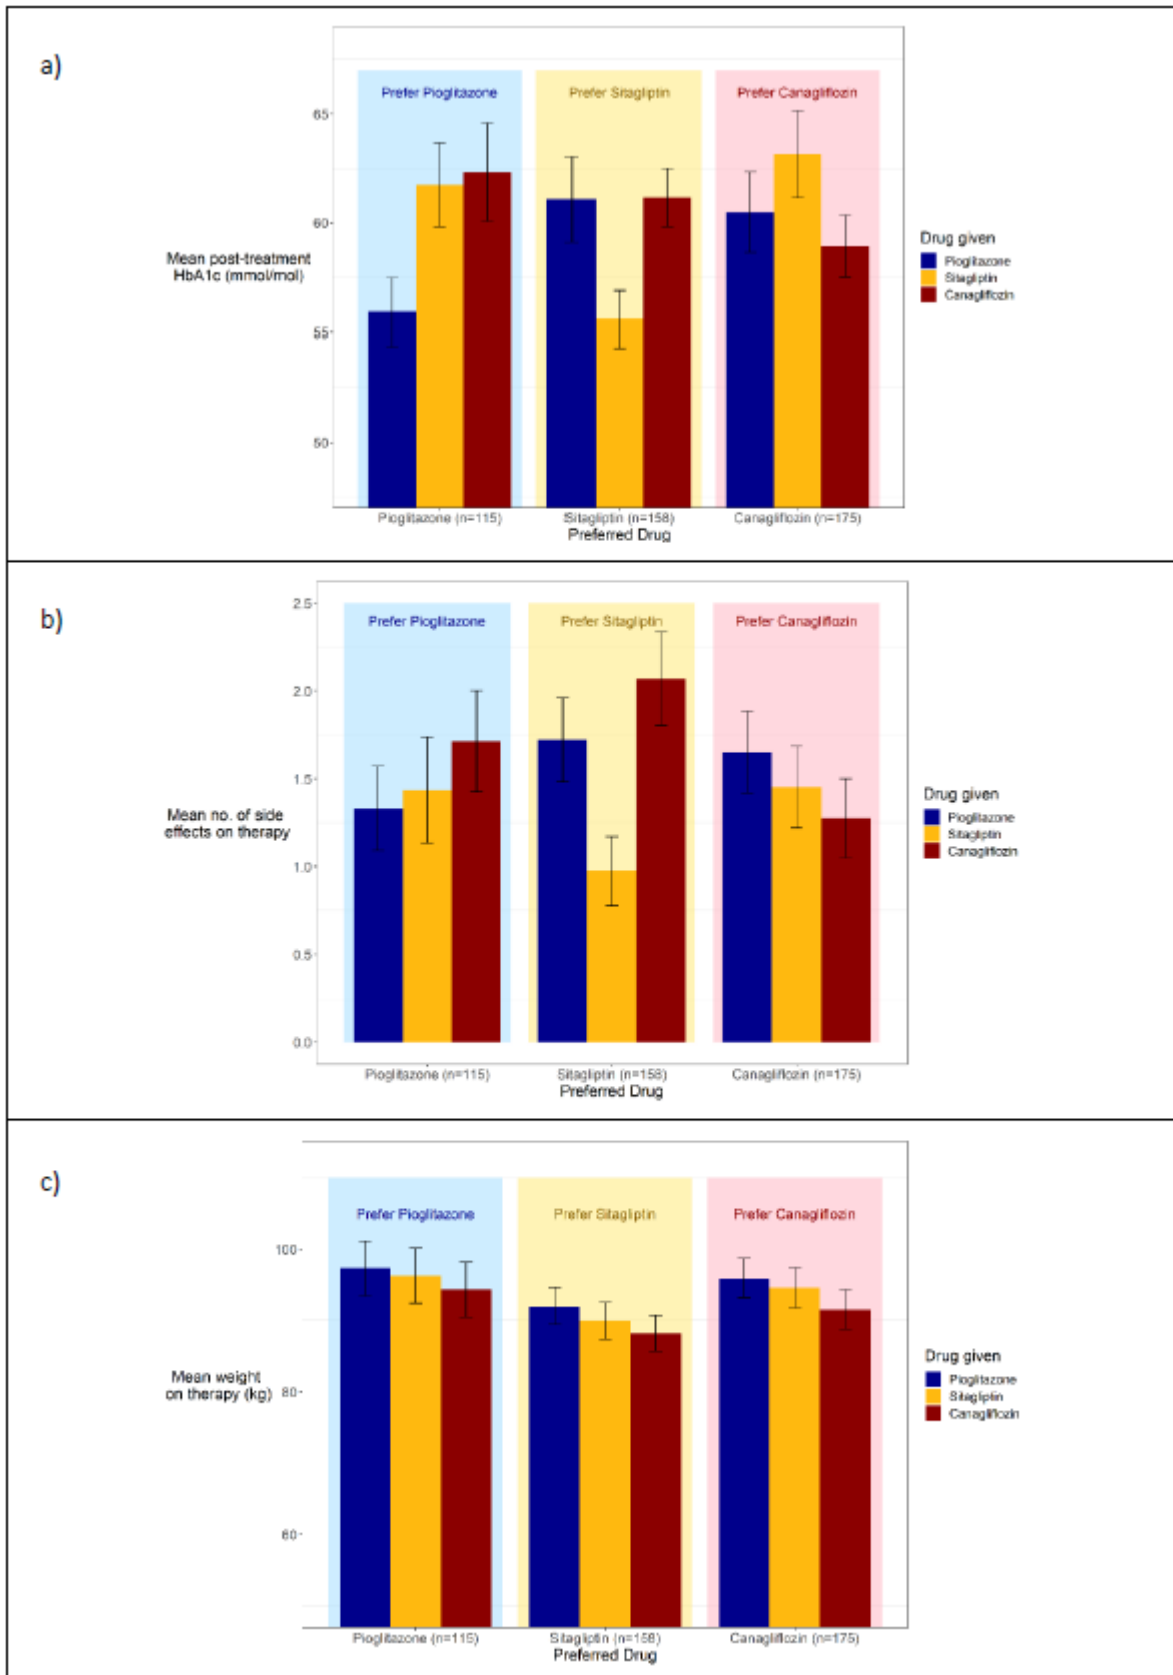 a)
Prefer Pioglitazone
Prefer Sitagliptin
Prefer Canagliflozin
65
60
55
50
Mean post-treatment
HbA1c (mmol/mol)
Drug given
Pioglitazone
Sitagliptin
Canagliflozin
Pioglitazone (n=115)
Sitagliptin (n=158)
Canagliflozin (n=175)
Preferred Drug
b)
Prefer Pioglitazone
Prefer Sitagliptin
Prefer Canagliflozin
2.5
2.0
1.5
1.0
0.5
0.0
Mean no. of side
effects on therapy
Drug given
Pioglitazone
Sitagliptin
Canagliflozin
Pioglitazone (n=115)
Sitagliptin (n=158)
Canagliflozin (n=175)
Preferred Drug
c)
Prefer Pioglitazone
Prefer Sitagliptin
Prefer Canagliflozin
100
80
60
Mean weight
on therapy (kg)
Drug given
Pioglitazone
Sitagliptin
Canagliflozin
Pioglitazone (n=115)
Sitagliptin (n=158)
Canagliflozin (n=175)
Preferred Drug